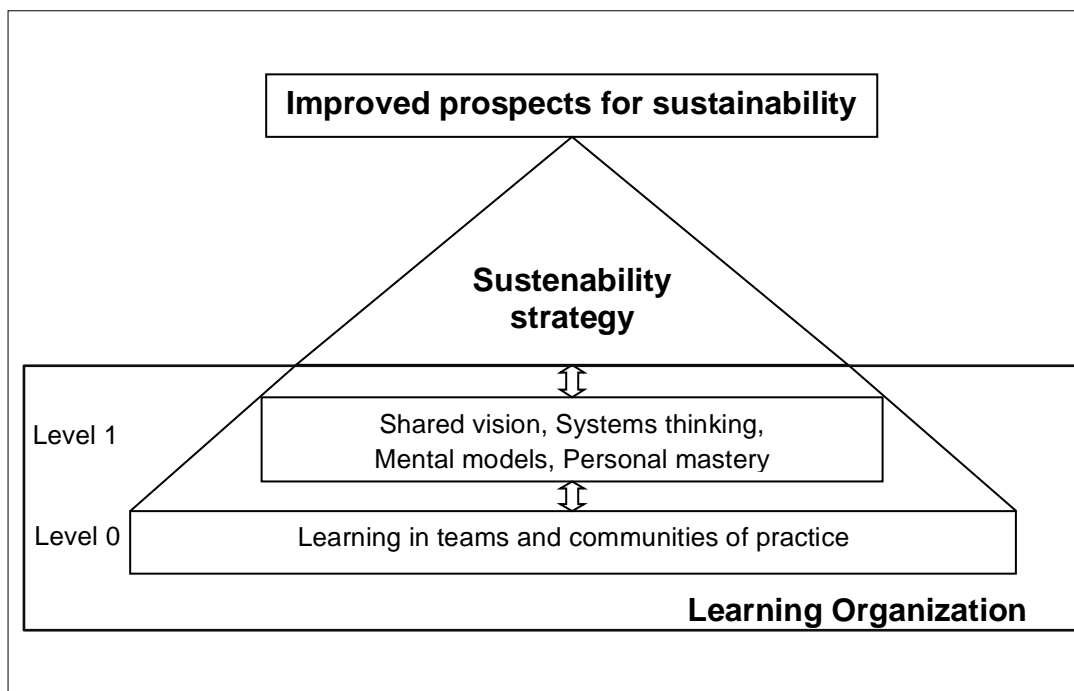 Improved prospects for sustainability
Sustenability
strategy
Level 1
Shared vision, Systems thinking,
Mental models, Personal mastery
Level 0
Learning in teams and communities of practice
Learning Organization